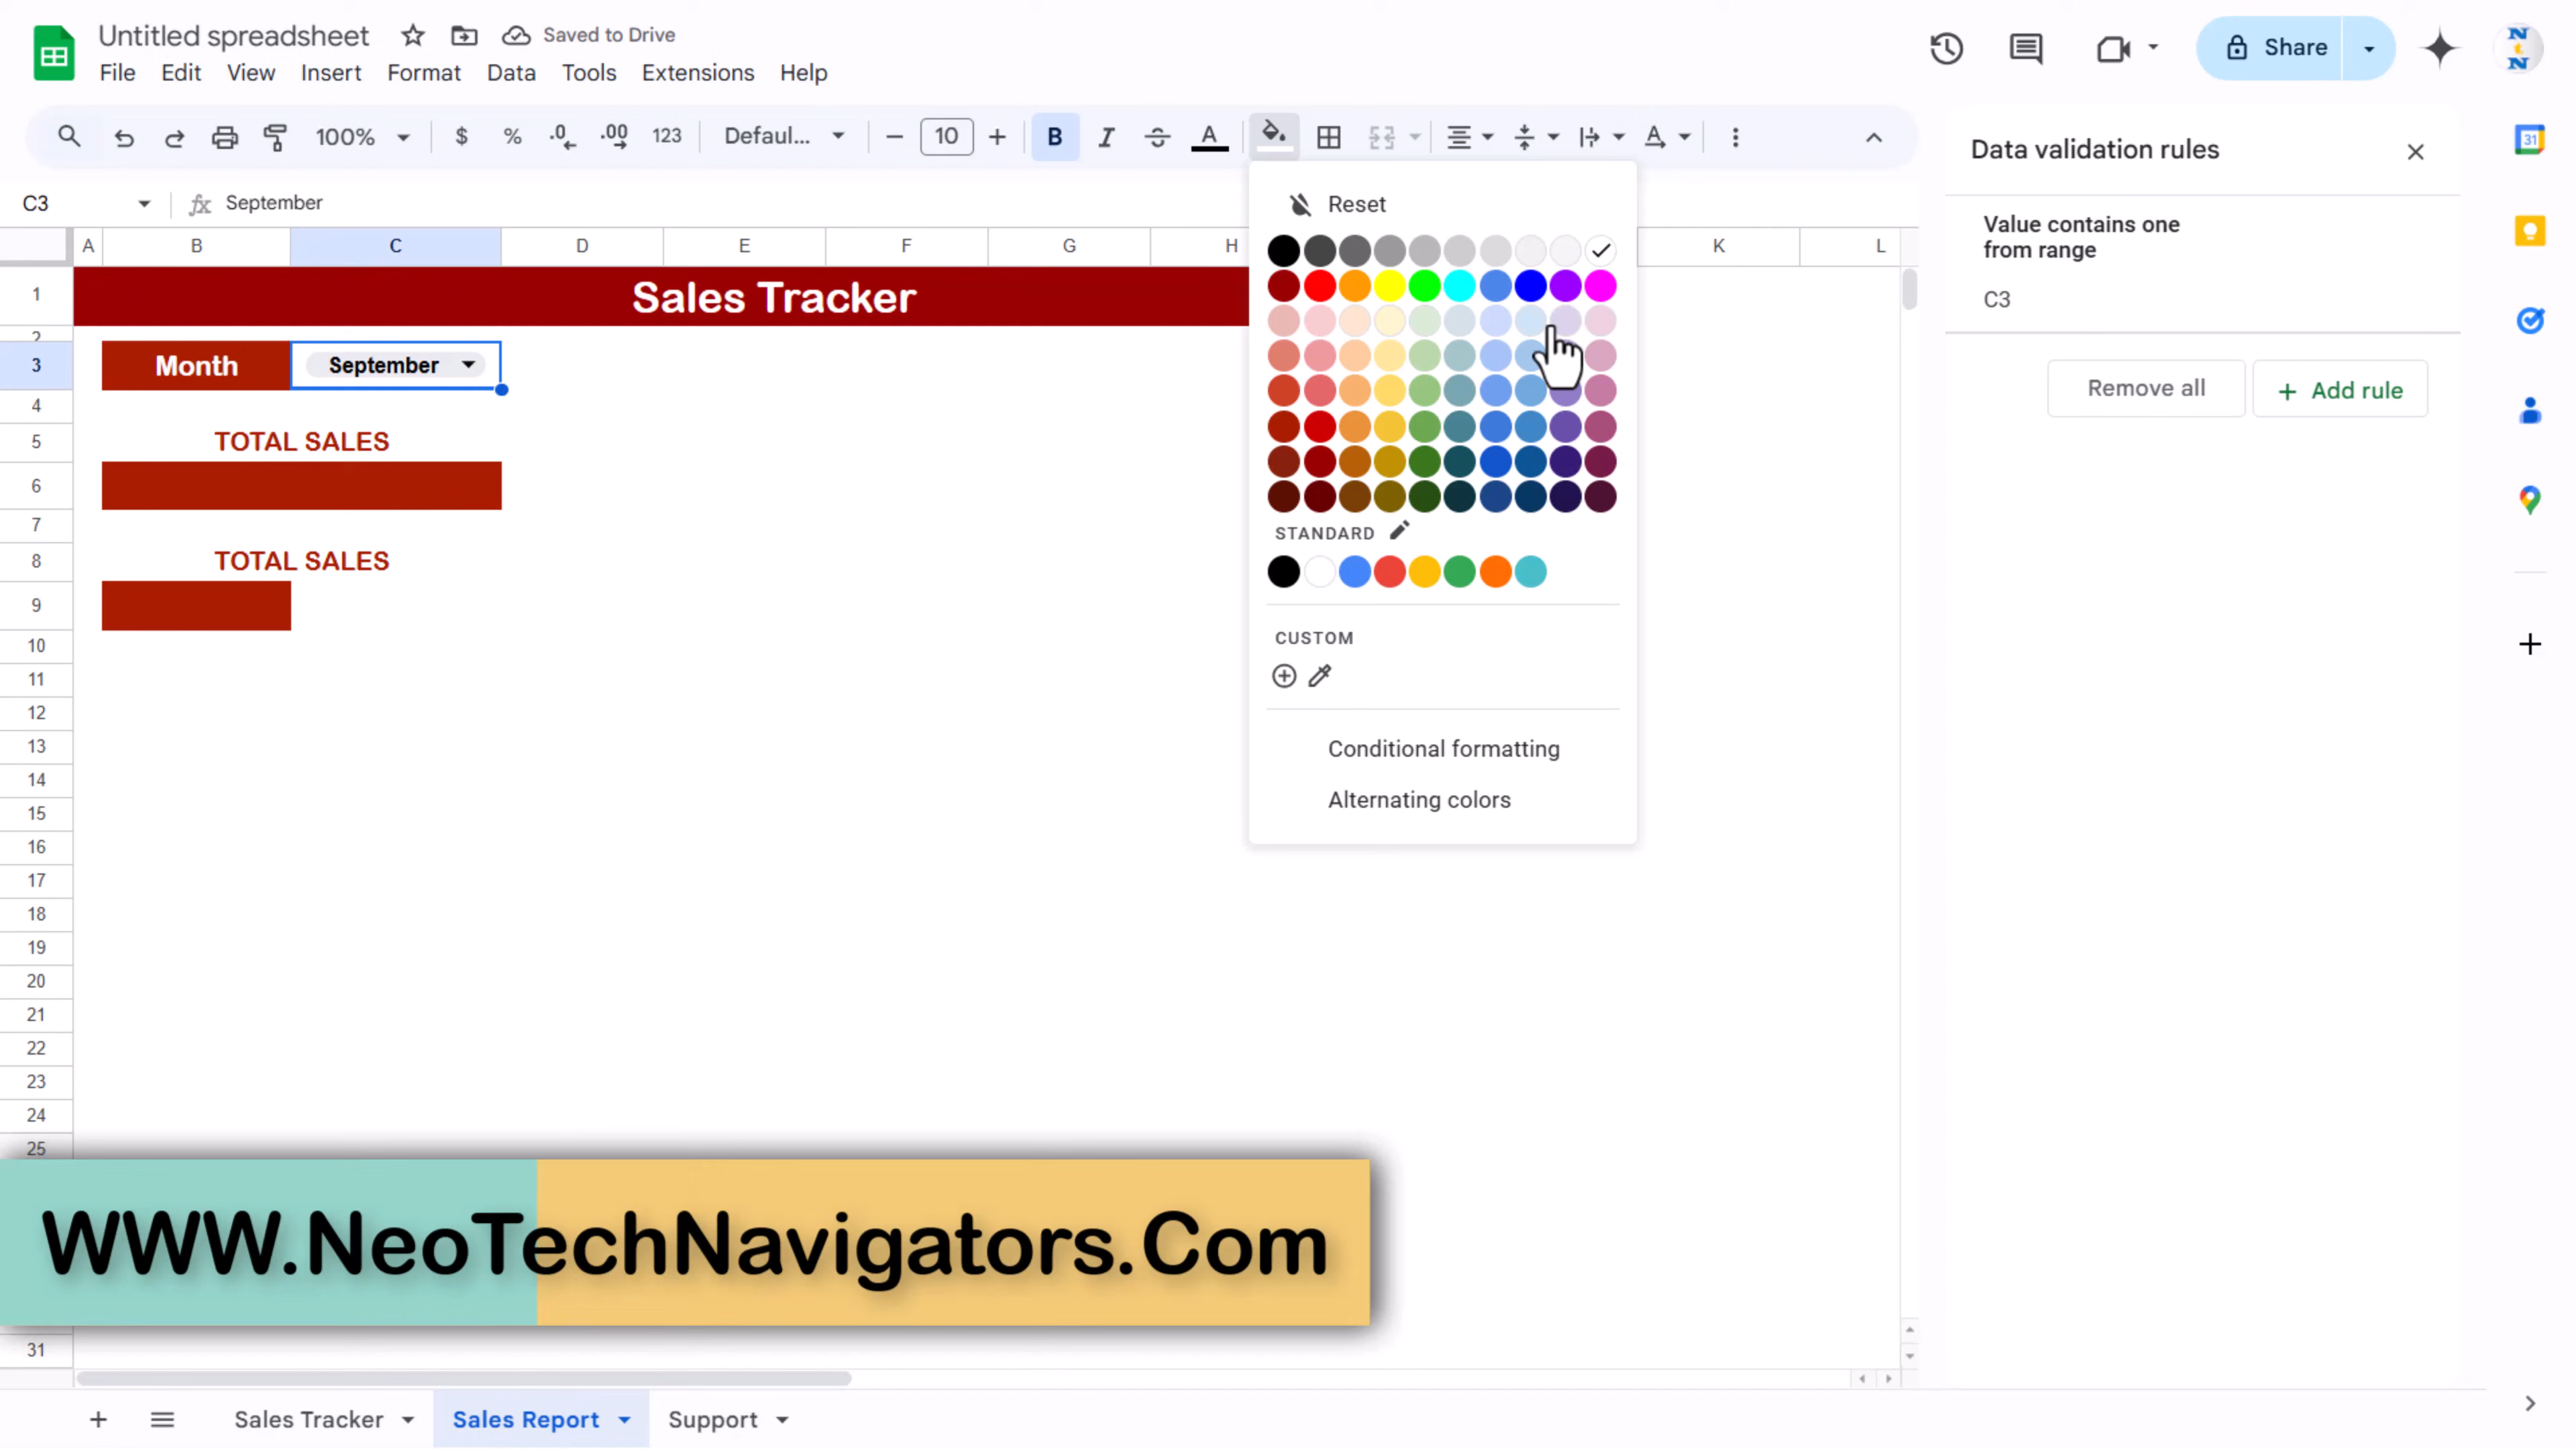 Untitled spreadsheet Saved to Drive
File Edit View Insert Format Data Tools Extensions Help
Share
N
t
N
100% $ % .0 .00 123 Defaul... 10 B I S A A
31
Data validation rules
C3 fx September
Reset
Value contains one
from range
C3
Remove all
Add rule
A B C D E F G H K L
1 Sales Tracker
2
3 Month September
4
5 TOTAL SALES
6
7
8 TOTAL SALES
9
10
11
12
13
14
15
16
17
18
19
20
21
22
23
24
25
31
STANDARD
CUSTOM
Conditional formatting
Alternating colors
WWW.NeoTechNavigators.Com
Sales Tracker Sales Report Support